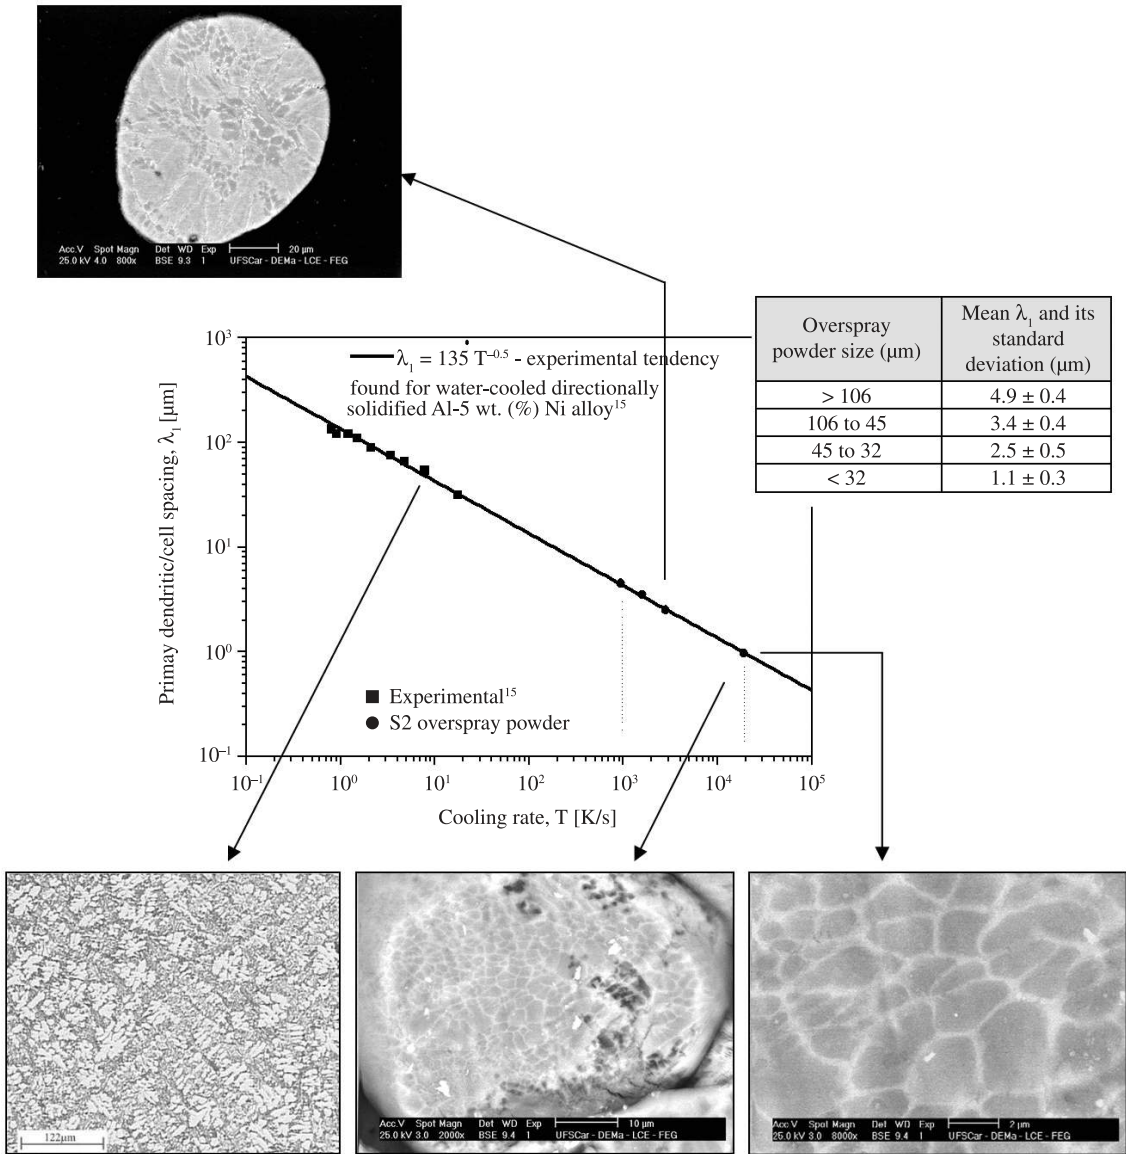 Acc.V Spot Magn Det WD Exp 20 µm
25.0 kV 4.0 800x BSE 9.3 1 UFSCar - DEMa - LCE - FEG
Overspray powder size (µm) Mean λ₁ and its standard deviation (µm)
> 106 4.9 ± 0.4
106 to 45 3.4 ± 0.4
45 to 32 2.5 ± 0.5
< 32 1.1 ± 0.3
λ₁ = 135 Ṫ⁻⁰·⁵ - experimental tendency
found for water-cooled directionally
solidified Al-5 wt. (%) Ni alloy¹⁵
Primay dendritic/cell spacing, λ₁ [µm]
10³
10²
10¹
10⁰
10⁻¹
Experimental¹⁵
S2 overspray powder
10⁻¹ 10⁰ 10¹ 10² 10³ 10⁴ 10⁵
Cooling rate, T [K/s]
122µm
Acc.V Spot Magn Det WD Exp 10 µm
25.0 kV 3.0 2000x BSE 9.4 1 UFSCar - DEMa - LCE - FEG
Acc.V Spot Magn Det WD Exp 2 µm
25.0 kV 3.0 8000x BSE 9.4 1 UFSCar - DEMa - LCE - FEG